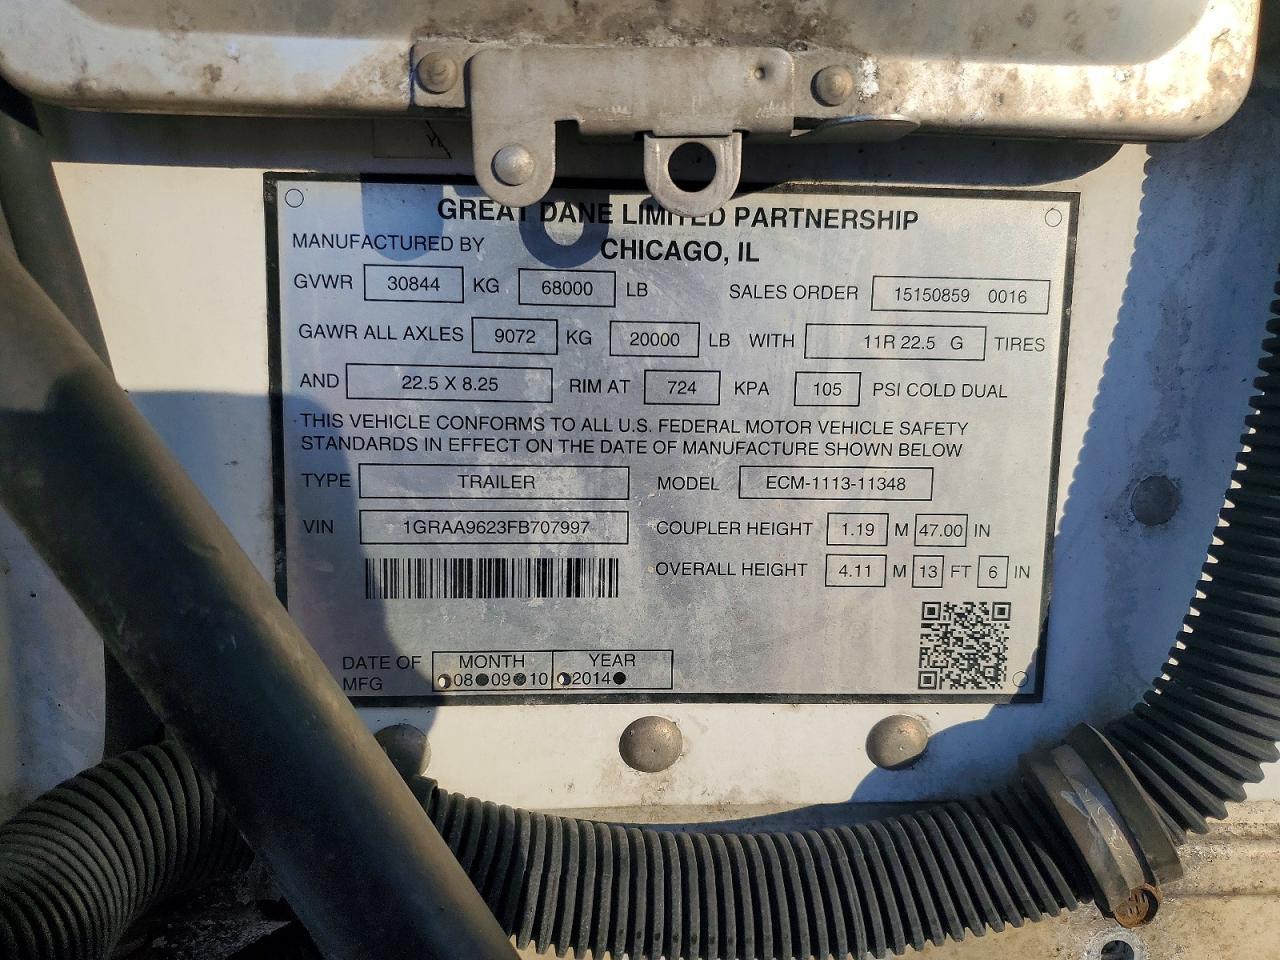 GREAT DANE LIMITED PARTNERSHIP
MANUFACTURED BY CHICAGO, IL
GVWR 30844 KG 68000 LB SALES ORDER 15150859 0016
GAWR ALL AXLES 9072 KG 20000 LB WITH 11R 22.5 G TIRES
AND 22.5 X 8.25 RIM AT 724 KPA 105 PSI COLD DUAL
THIS VEHICLE CONFORMS TO ALL U.S. FEDERAL MOTOR VEHICLE SAFETY
STANDARDS IN EFFECT ON THE DATE OF MANUFACTURE SHOWN BELOW
TYPE TRAILER MODEL ECM-1113-11348
VIN 1GRAA9623FB707997 COUPLER HEIGHT 1.19 M 47.00 IN
OVERALL HEIGHT 4.11 M 13 FT 6 IN
DATE OF MFG MONTH YEAR
08 09 10 2014